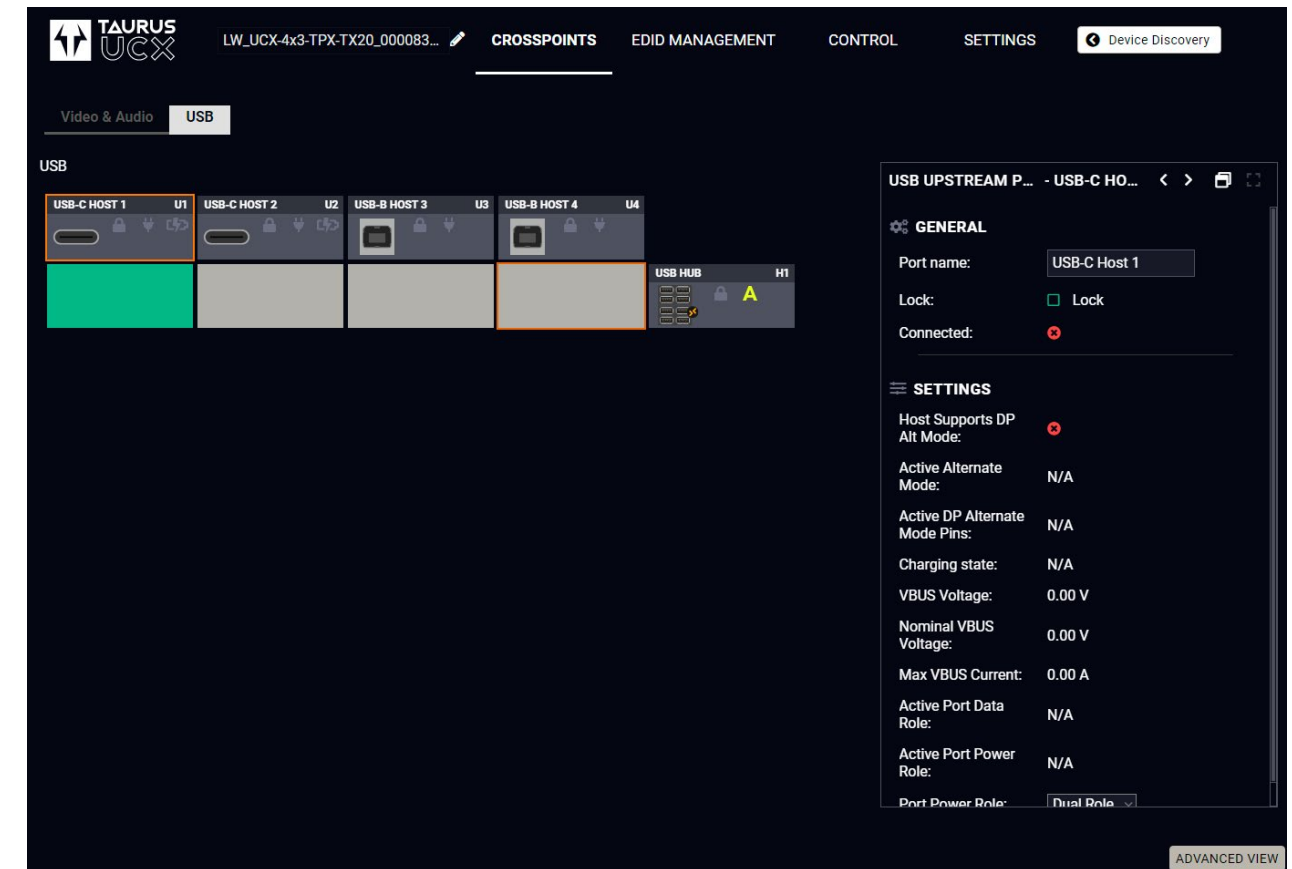 TAURUS
UCX
LW_UCX-4x3-TPX-TX20_000083...
CROSSPOINTS
EDID MANAGEMENT
CONTROL
SETTINGS
Device Discovery
Video & Audio
USB
USB
USB-C HOST 1 U1
USB-C HOST 2 U2
USB-B HOST 3 U3
USB-B HOST 4 U4
USB HUB H1
A
USB UPSTREAM P... - USB-C HO...
GENERAL
Port name: USB-C Host 1
Lock: Lock
Connected:
SETTINGS
Host Supports DP
Alt Mode:
Active Alternate
Mode: N/A
Active DP Alternate
Mode Pins: N/A
Charging state: N/A
VBUS Voltage: 0.00 V
Nominal VBUS
Voltage: 0.00 V
Max VBUS Current: 0.00 A
Active Port Data
Role: N/A
Active Port Power
Role: N/A
Port Power Role: Dual Role
ADVANCED VIEW